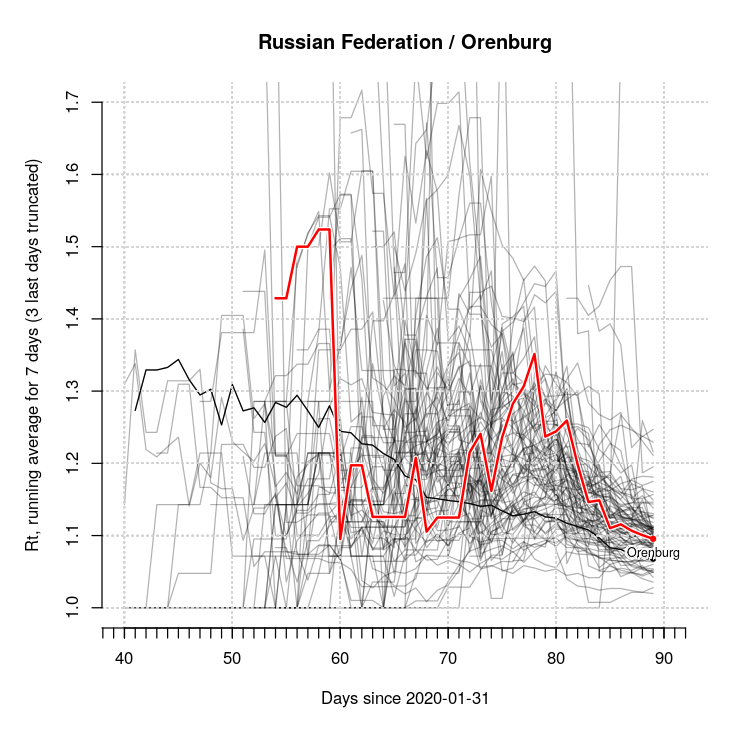 Russian Federation / Orenburg
Rt, running average for 7 days (3 last days truncated)
1.7
1.6
1.5
1.4
1.3
1.2
1.1
1.0
Orenburg
40 50 60 70 80 90
Days since 2020-01-31